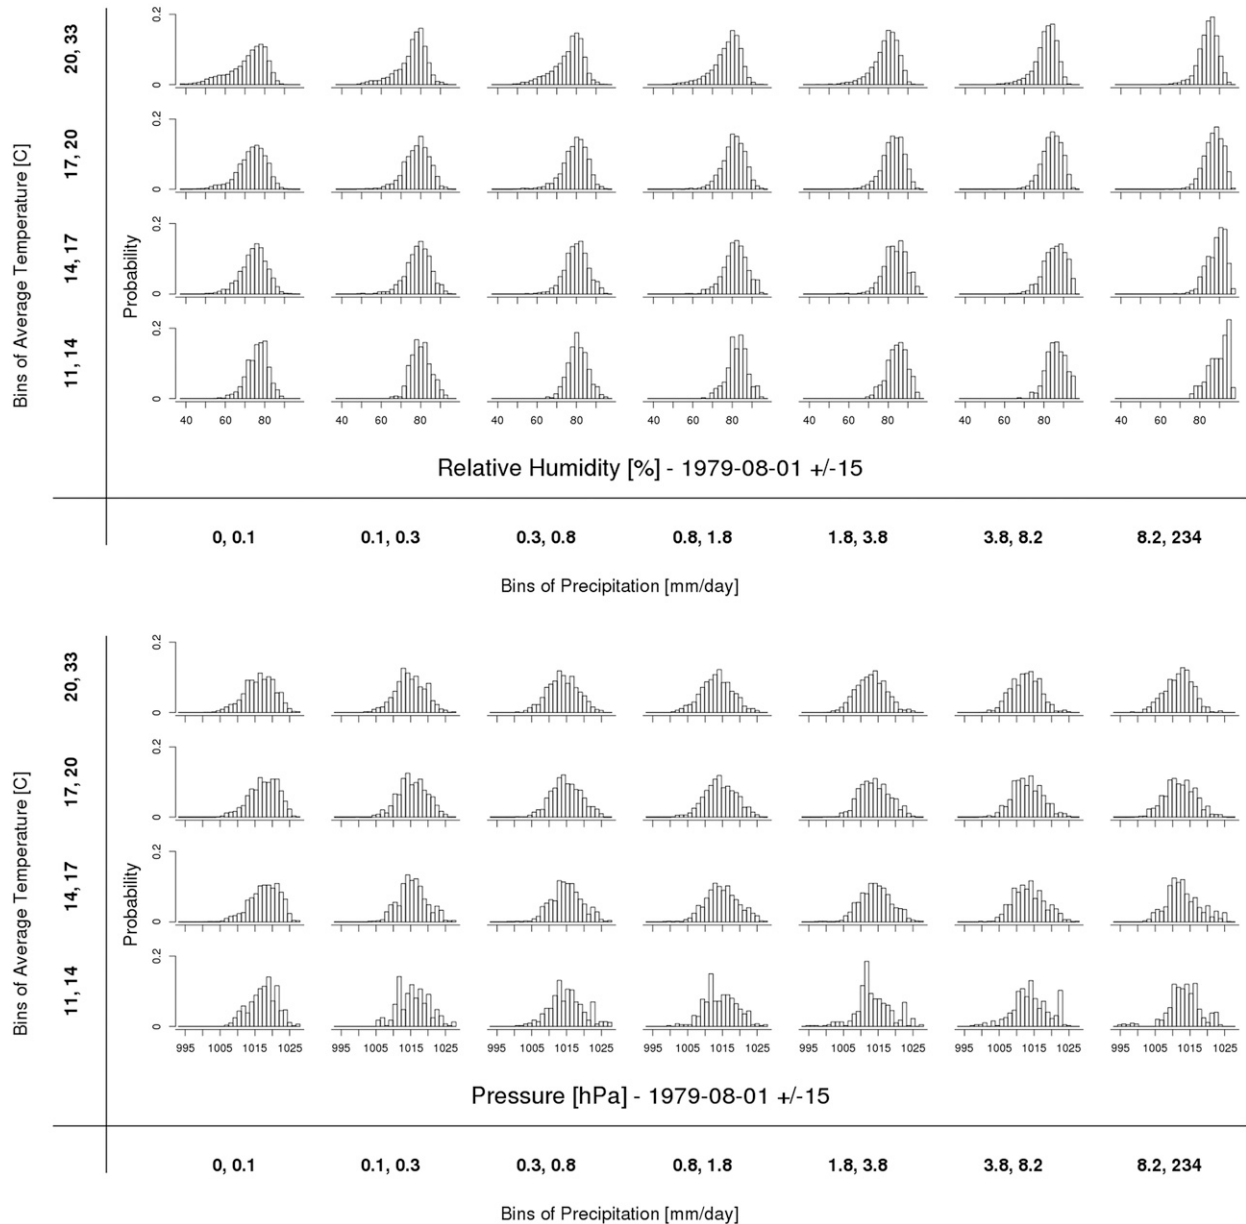 Bins of Average Temperature [C]
20, 33
17, 20
14, 17
11, 14
Probability
0.2
0
0.2
0
0.2
0
0.2
0
40 60 80 40 80 40 80 40 80 40 80 40 80 40 80
Relative Humidity [%] - 1979-08-01 +/-15
0, 0.1 0.1, 0.3 0.3, 0.8 0.8, 1.8 1.8, 3.8 3.8, 8.2 8.2, 234
Bins of Precipitation [mm/day]
Bins of Average Temperature [C]
20, 33
17, 20
14, 17
11, 14
Probability
0.2
0
0.2
0
0.2
0
0.2
0
995 1005 1015 1025 995 1005 1015 1025 995 1005 1015 1025 995 1005 1015 1025 995 1005 1015 1025 995 1005 1015 1025 995 1005 1015 1025
Pressure [hPa] - 1979-08-01 +/-15
0, 0.1 0.1, 0.3 0.3, 0.8 0.8, 1.8 1.8, 3.8 3.8, 8.2 8.2, 234
Bins of Precipitation [mm/day]